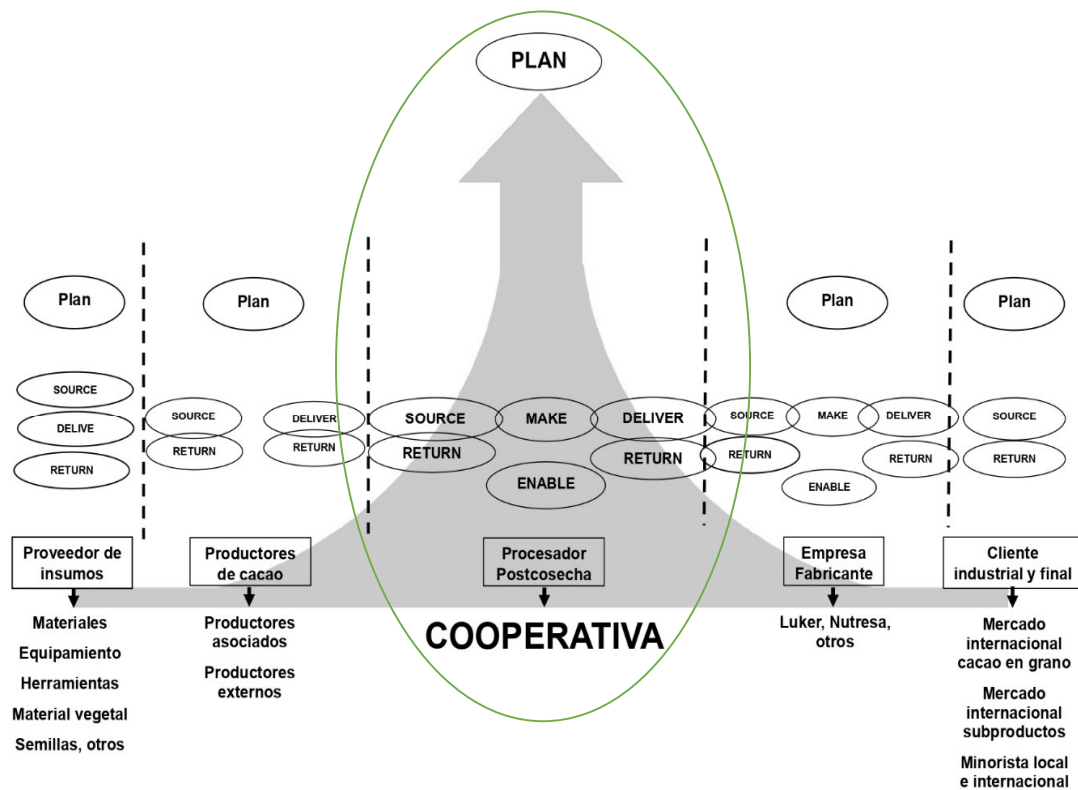 PLAN
Plan
Plan
Plan
Plan
SOURCE
DELIVE
RETURN
SOURCE
RETURN
DELIVER
RETURN
SOURCE
RETURN
MAKE
ENABLE
DELIVER
RETURN
SOURCE
RETURN
MAKE
ENABLE
DELIVER
RETURN
SOURCE
RETURN
Proveedor de
insumos
Materiales
Equipamiento
Herramientas
Material vegetal
Semillas, otros
Productores
de cacao
Productores
asociados
Productores
externos
Procesador
Postcosecha
COOPERATIVA
Empresa
Fabricante
Luker, Nutresa,
otros
Cliente
industrial y final
Mercado
internacional
cacao en grano
Mercado
internacional
subproductos
Minorista local
e internacional